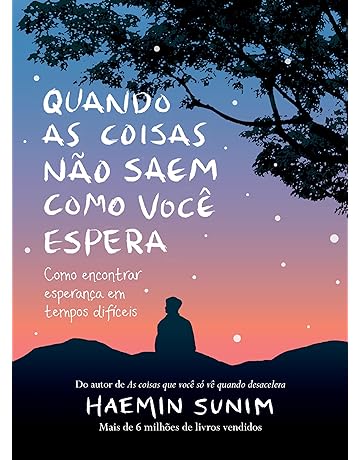 QUANDO
AS COISAS
NÃO SAEM
COMO VOCÊ
ESPERA
Como encontrar
esperança em
tempos difíceis
Do autor de As coisas que você só vê quando desacelera
HAEMIN SUNIM
Mais de 6 milhões de livros vendidos